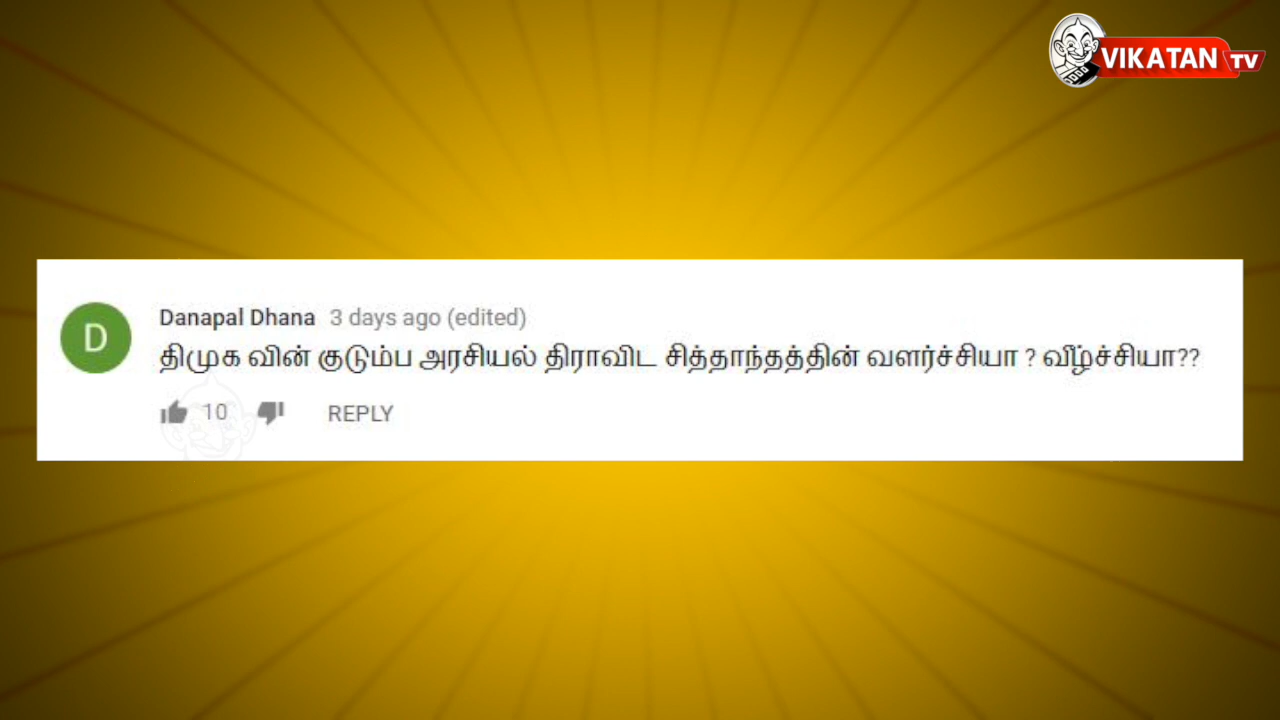 VIKATAN TV
D
Danapal Dhana 3 days ago (edited)
திமுக வின் குடும்ப அரசியல் திராவிட சித்தாந்தத்தின் வளர்ச்சியா ? வீழ்ச்சியா??
10 REPLY